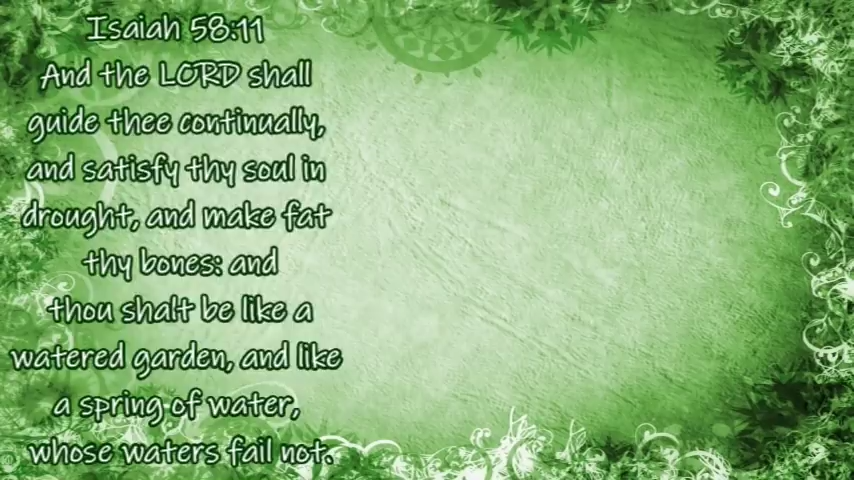 Isaiah 58:11
And the LORD shall
guide thee continually,
and satisfy thy soul in
drought, and make fat
thy bones: and
thou shalt be like a
watered garden, and like
a spring of water,
whose waters fail not.